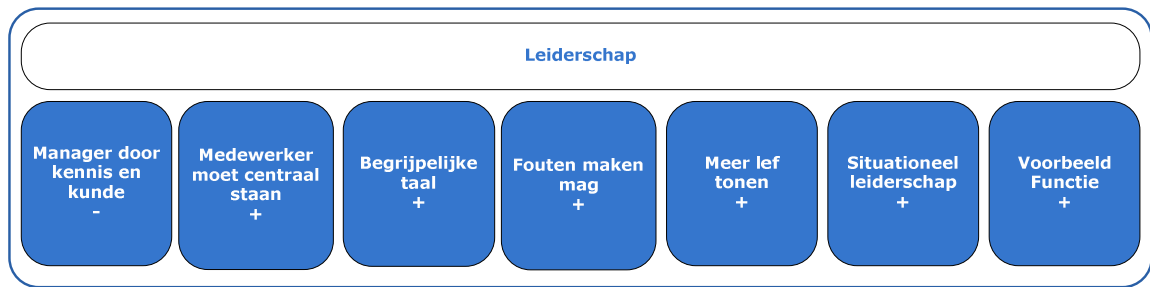 Leiderschap
Manager door
kennis en
kunde
-
Medewerker
moet centraal
staan
+
Begrijpelijke
taal
+
Fouten maken
mag
+
Meer lef
tonen
+
Situationeel
leiderschap
+
Voorbeeld
Functie
+